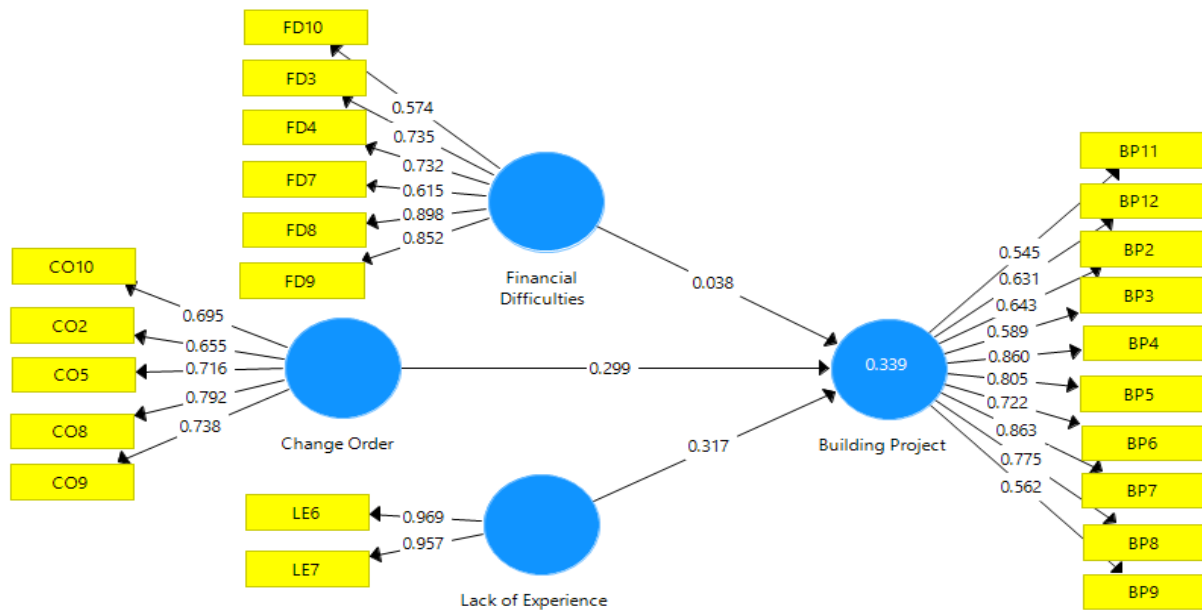 FD10
FD3
FD4
FD7
FD8
FD9
0.574
0.735
0.732
0.615
0.898
0.852
Financial
Difficulties
0.038
CO10
CO2
CO5
CO8
CO9
0.695
0.655
0.716
0.792
0.738
Change Order
0.299
LE6
LE7
0.969
0.957
Lack of Experience
0.317
0.339
Building Project
0.545
0.631
0.643
0.589
0.860
0.805
0.722
0.863
0.775
0.562
BP11
BP12
BP2
BP3
BP4
BP5
BP6
BP7
BP8
BP9